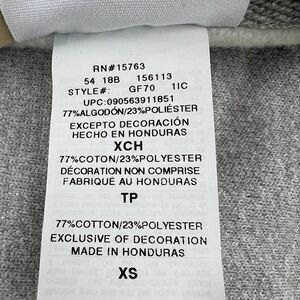 RN#15763
54 18B 156113
STYLE#: GF70 1IC
UPC:090563911851
77%ALGODÓN/23%POLIÉSTER
EXCEPTO DECORACIÓN
HECHO EN HONDURAS
XCH
77%COTON/23%POLYESTER
DÉCORATION NON COMPRISE
FABRIQUÉ AU HONDURAS
TP
77%COTTON/23%POLYESTER
EXCLUSIVE OF DECORATION
MADE IN HONDURAS
XS